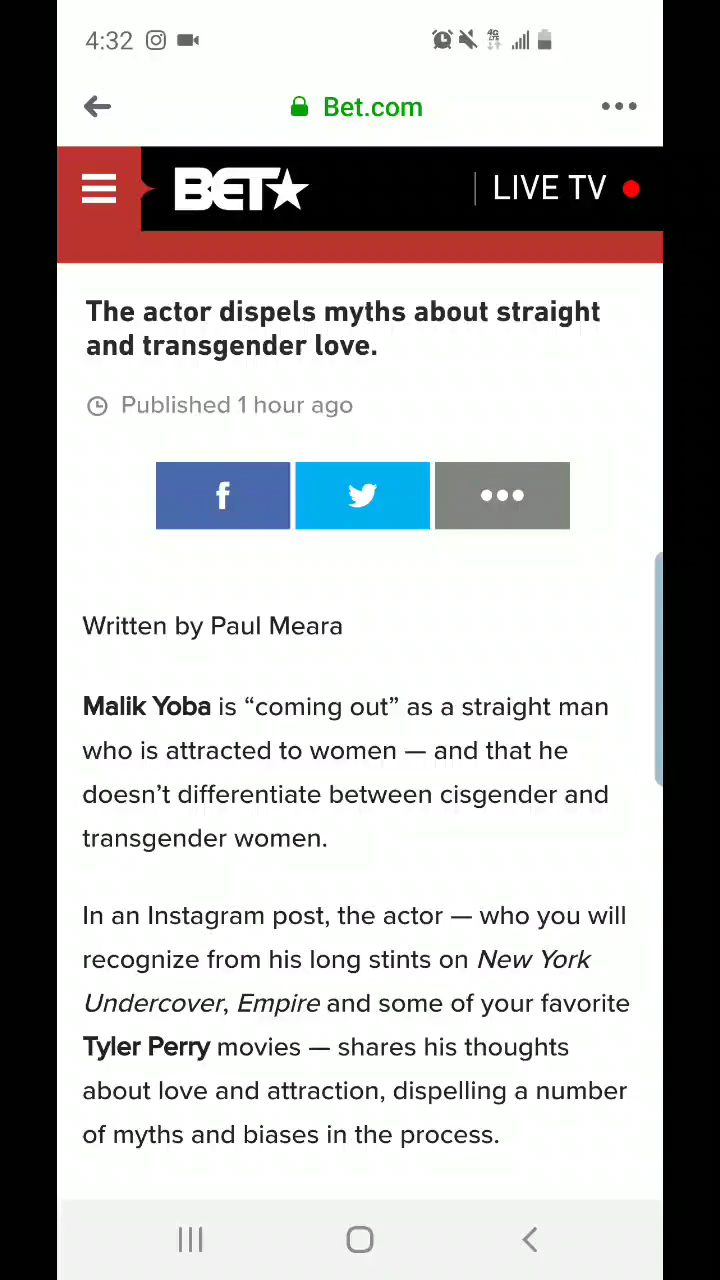 4:32
4G
LTE
Bet.com
BET★ | LIVE TV
The actor dispels myths about straight
and transgender love.
Published 1 hour ago
f
Written by Paul Meara
Malik Yoba is “coming out” as a straight man
who is attracted to women — and that he
doesn’t differentiate between cisgender and
transgender women.
In an Instagram post, the actor — who you will
recognize from his long stints on New York
Undercover, Empire and some of your favorite
Tyler Perry movies — shares his thoughts
about love and attraction, dispelling a number
of myths and biases in the process.